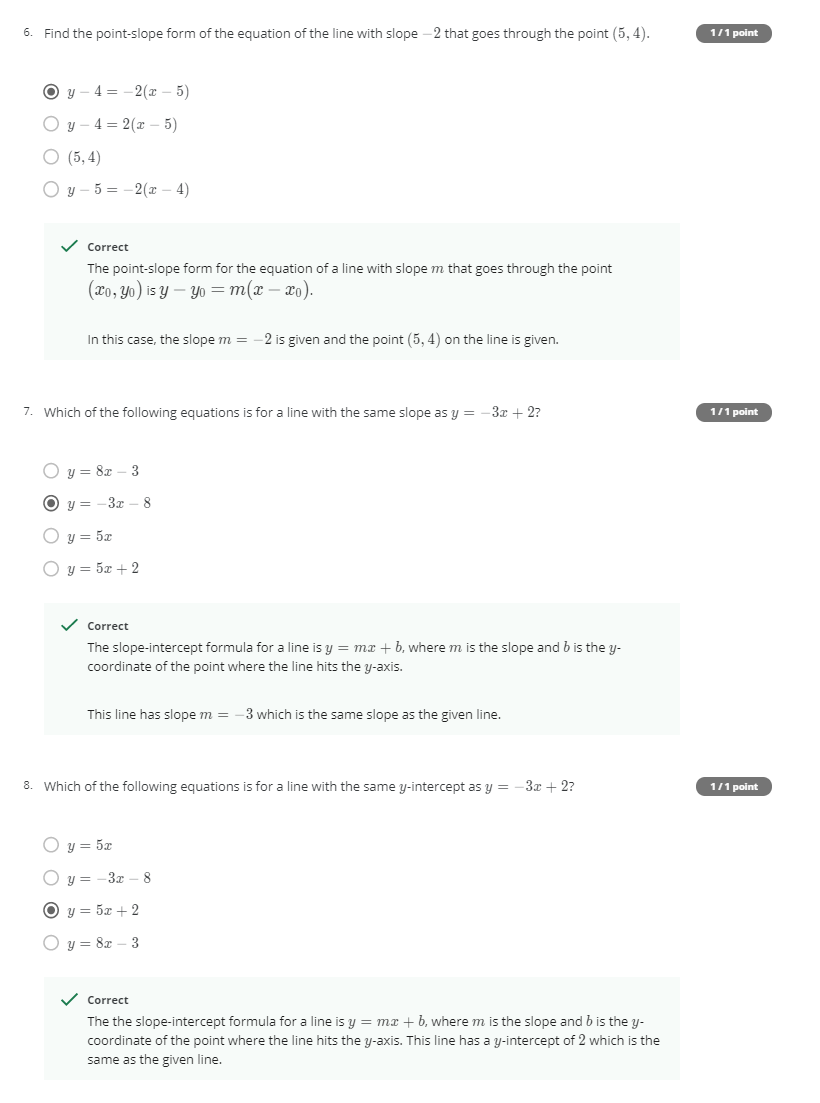 6. Find the point-slope form of the equation of the line with slope −2 that goes through the point (5, 4). 1 / 1 point
y − 4 = −2(x − 5)
y − 4 = 2(x − 5)
(5, 4)
y − 5 = −2(x − 4)
Correct
The point-slope form for the equation of a line with slope m that goes through the point
(x₀, y₀) is y − y₀ = m(x − x₀).
In this case, the slope m = −2 is given and the point (5, 4) on the line is given.
7. Which of the following equations is for a line with the same slope as y = −3x + 2? 1 / 1 point
y = 8x − 3
y = −3x − 8
y = 5x
y = 5x + 2
Correct
The slope-intercept formula for a line is y = mx + b, where m is the slope and b is the y-
coordinate of the point where the line hits the y-axis.
This line has slope m = −3 which is the same slope as the given line.
8. Which of the following equations is for a line with the same y-intercept as y = −3x + 2? 1 / 1 point
y = 5x
y = −3x − 8
y = 5x + 2
y = 8x − 3
Correct
The the slope-intercept formula for a line is y = mx + b, where m is the slope and b is the y-
coordinate of the point where the line hits the y-axis. This line has a y-intercept of 2 which is the
same as the given line.